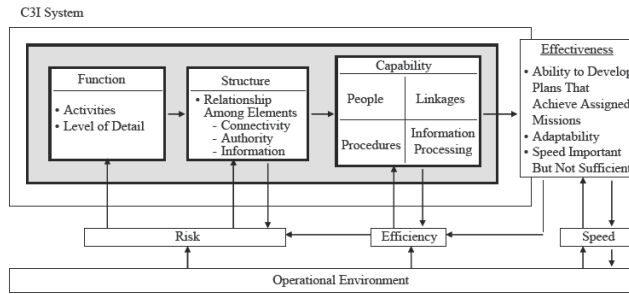 C3I System
Function
• Activities
• Level of Detail
Structure
• Relationship
Among Elements
- Connectivity
- Authority
- Information
Capability
People
Linkages
Procedures
Information
Processing
Effectiveness
• Ability to Develop
Plans That
Achieve Assigned
Missions
• Adaptability
• Speed Important
But Not Sufficient
Risk
Efficiency
Speed
Operational Environment